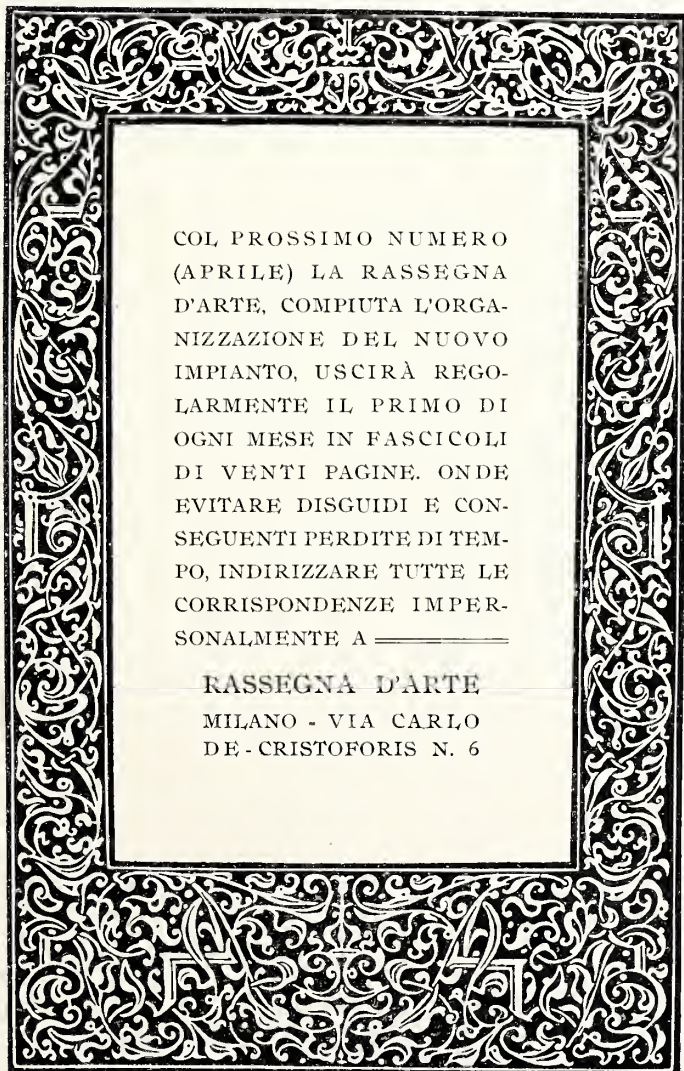 COL PROSSIMO NUMERO
(APRILE) LA RASSEGNA
D'ARTE, COMPIUTA L'ORGA-
NIZZAZIONE DEL NUOVO
IMPIANTO, USCIRÀ REGO-
LARMENTE IL PRIMO DI
OGNI MESE IN FASCICOLI
DI VENTI PAGINE. ONDE
EVITARE DISGUIDI E CON-
SEGUENTI PERDITE DI TEM-
PO, INDIRIZZARE TUTTE LE
CORRISPONDENZE IMPER-
SONALMENTE A
RASSEGNA D'ARTE
MILANO - VIA CARLO
DE-CRISTOFORIS N. 6